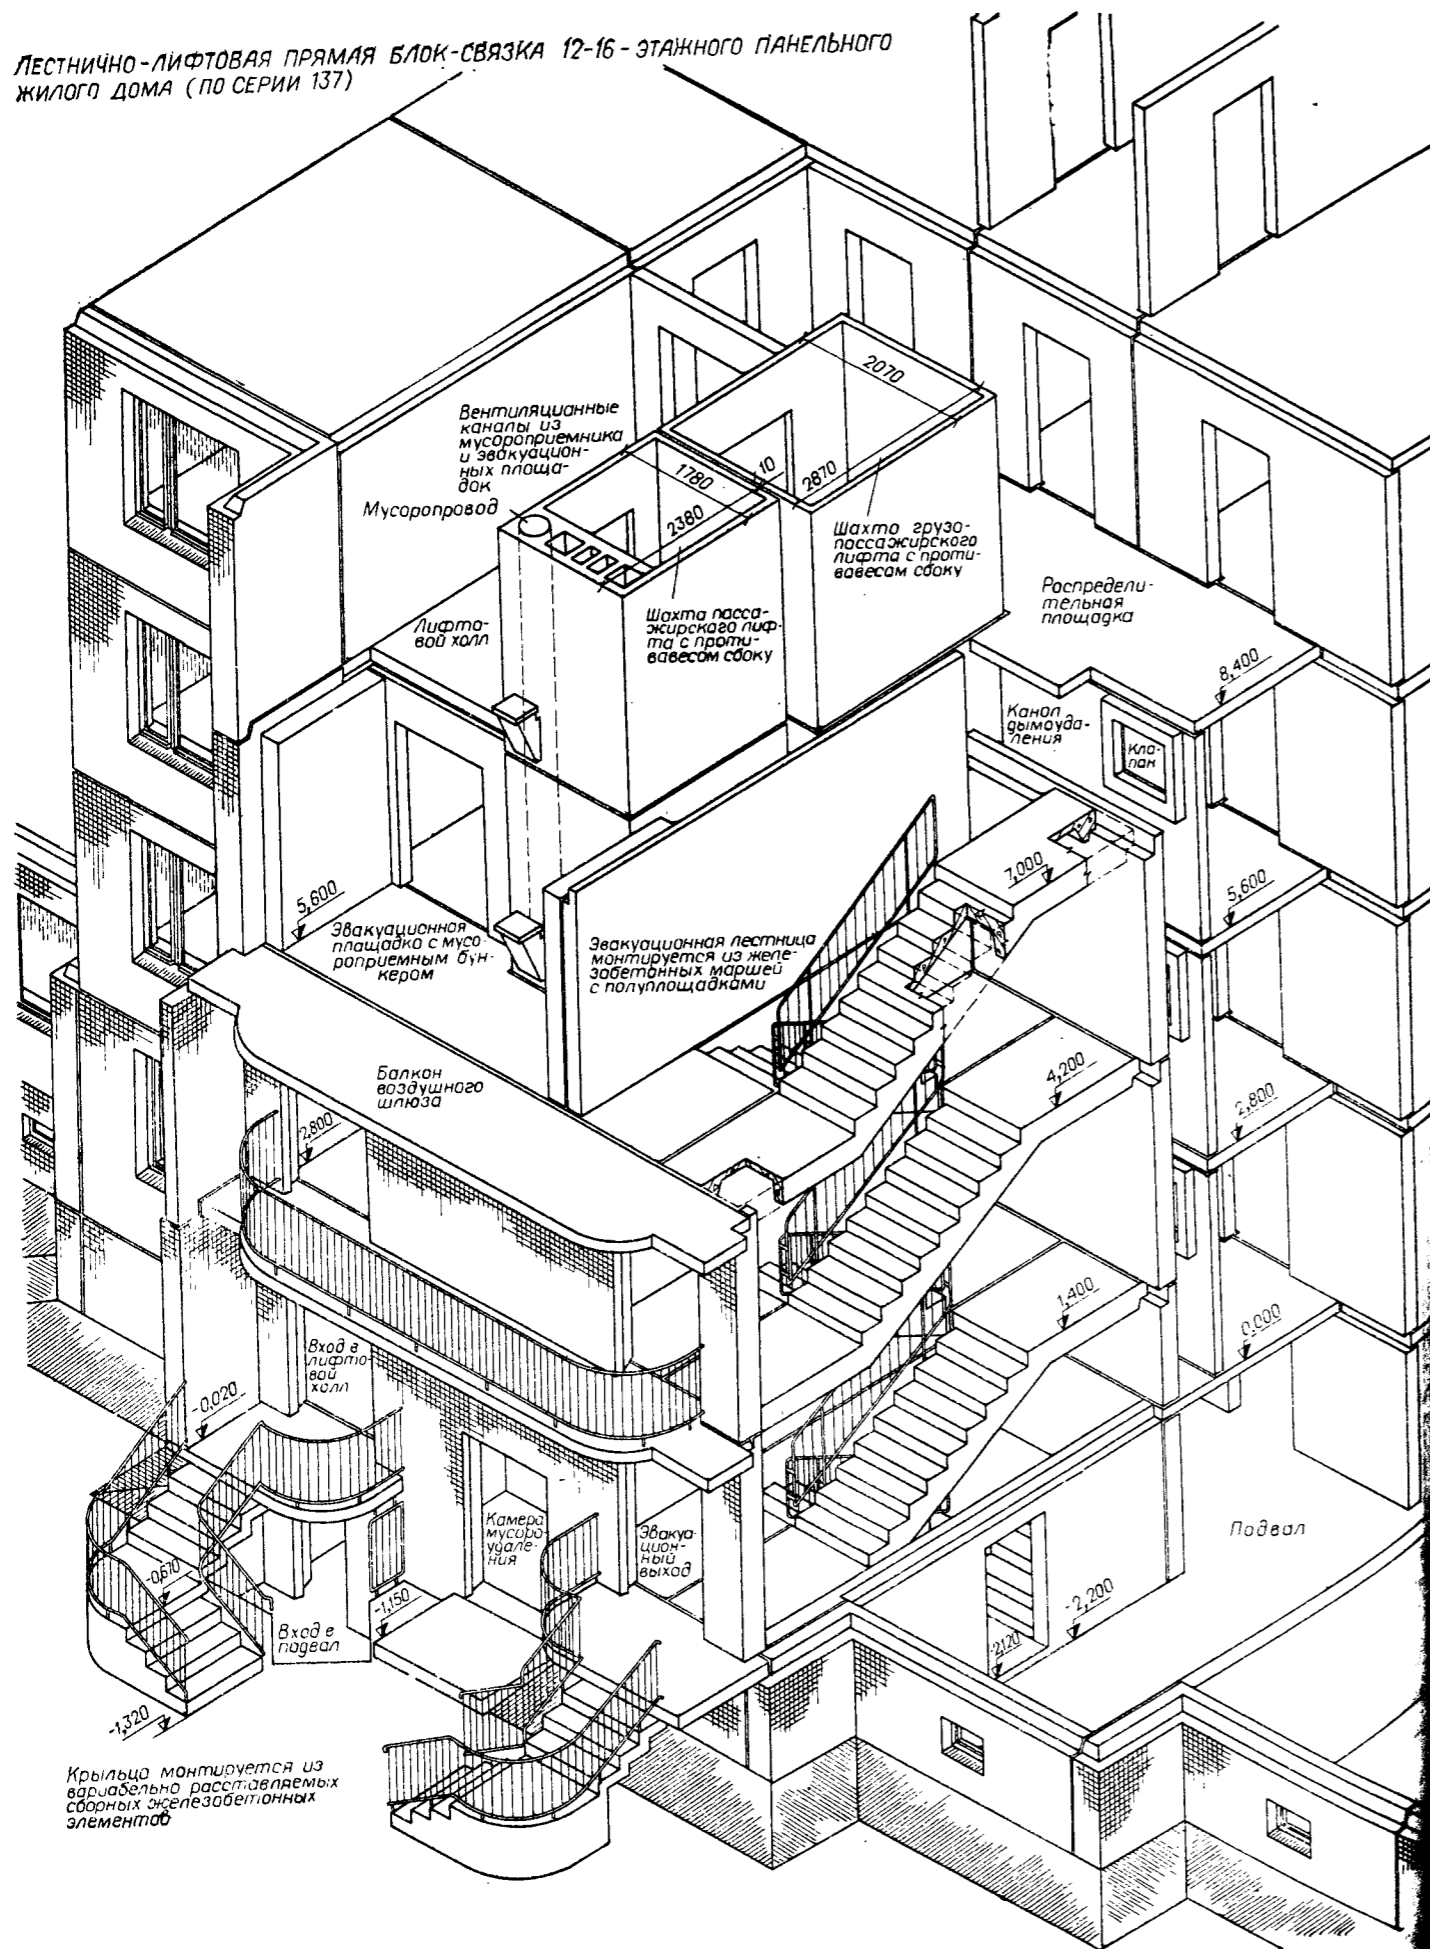 ЛЕСТНИЧНО-ЛИФТОВАЯ ПРЯМАЯ БЛОК-СВЯЗКА 12-16-ЭТАЖНОГО ПАНЕЛЬНОГО
ЖИЛОГО ДОМА (ПО СЕРИИ 137)
2070
Вентиляционные
каналы из
мусороприемника
и эвакуацион-
ных площа-
док
Мусоропровод
1780
10
2870
2380
Шахта грузо-
пассажирского
лифта с проти-
вавесом сбоку
Шахта пасса-
жирского лиф-
та с проти-
вавесом сбоку
Лифто-
вой холл
Распредели-
тельная
площадка
8,400
Канал
дымоуда-
ления
Кла-
пан
7,000
5,600
5,600
Эвакуационная
площадка с мусо-
роприемным бун-
кером
Эвакуационная лестница
монтируется из желе-
зобетонных маршей
с полуплощадками
Балкон
воздушного
шлюза
4,200
2,800
2,800
1,400
0,000
Вход в
лифто-
вой
холл
-0,020
Камера
мусоро-
удале-
ния
Эвакуа-
цион-
ный
выход
Подвал
-0,670
-1,150
-2,200
-2,120
Вход в
подвал
-1,320
Крыльцо монтируется из
вариабельно расставляемых
сборных железобетонных
элементов